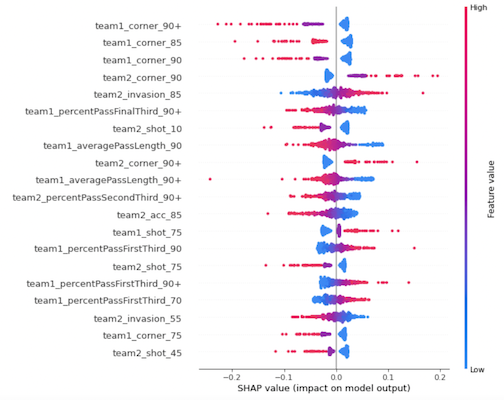 High
team1_corner_90+
team1_corner_85
team1_corner_90
team2_corner_90
team2_invasion_85
team1_percentPassFinalThird_90+
team2_shot_10
team1_averagePassLength_90
team2_corner_90+
team1_averagePassLength_90+
team2_percentPassSecondThird_90+
team2_acc_85
team1_shot_75
team1_percentPassFirstThird_90
team2_shot_75
team1_percentPassFirstThird_90+
team1_percentPassFirstThird_70
team2_invasion_55
team1_corner_75
team2_shot_45
Feature value
Low
−0.2 −0.1 0.0 0.1 0.2
SHAP value (impact on model output)